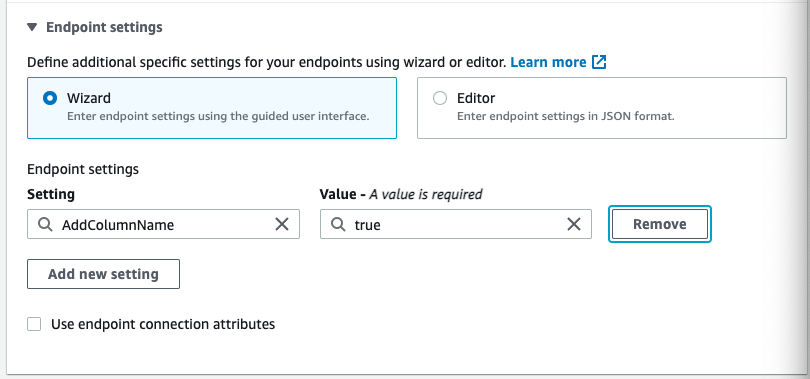 Endpoint settings
Define additional specific settings for your endpoints using wizard or editor. Learn more
Wizard
Enter endpoint settings using the guided user interface.
Editor
Enter endpoint settings in JSON format.
Endpoint settings
Setting
Value - A value is required
AddColumnName
true
Remove
Add new setting
Use endpoint connection attributes